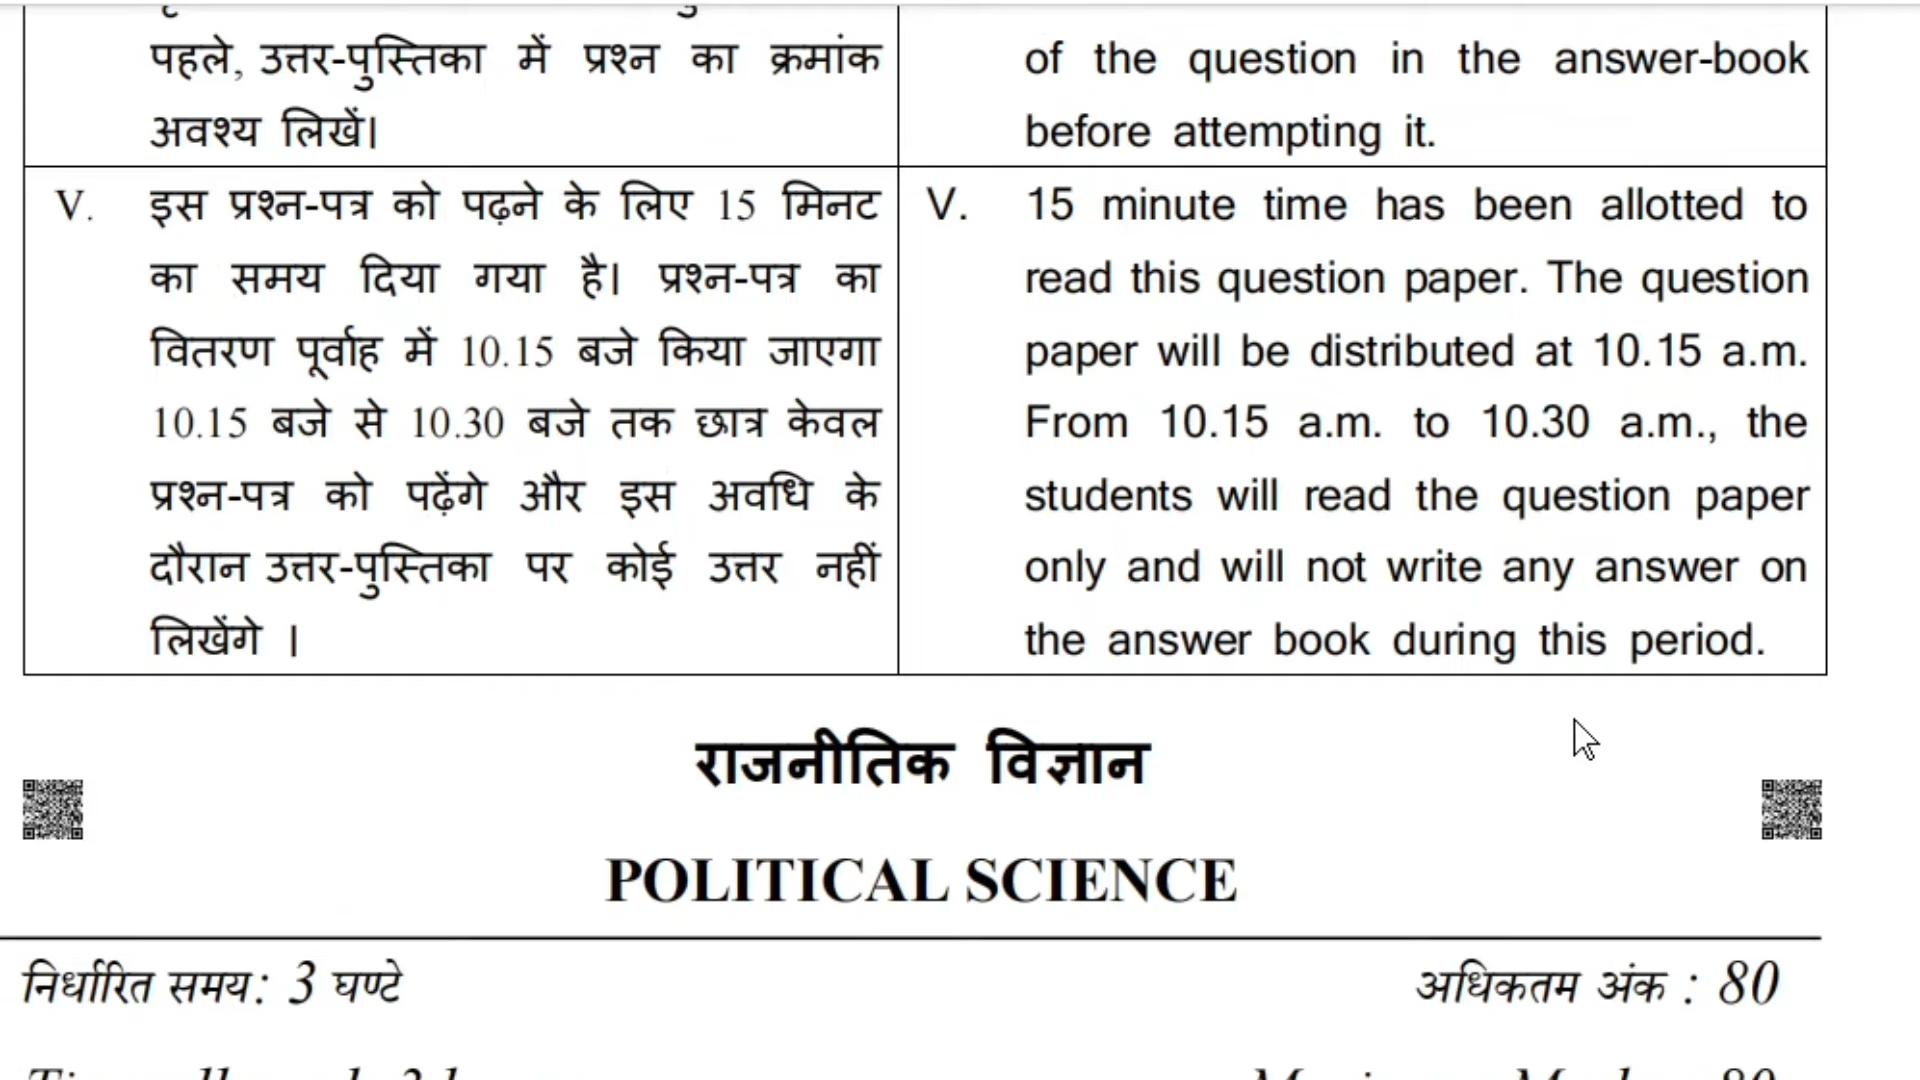 पहले, उत्तर-पुस्तिका में प्रश्न का क्रमांक
अवश्य लिखें।
of the question in the answer-book
before attempting it.
V. इस प्रश्न-पत्र को पढ़ने के लिए 15 मिनट
का समय दिया गया है। प्रश्न-पत्र का
वितरण पूर्वाह में 10.15 बजे किया जाएगा
10.15 बजे से 10.30 बजे तक छात्र केवल
प्रश्न-पत्र को पढ़ेंगे और इस अवधि के
दौरान उत्तर-पुस्तिका पर कोई उत्तर नहीं
लिखेंगे ।
V. 15 minute time has been allotted to
read this question paper. The question
paper will be distributed at 10.15 a.m.
From 10.15 a.m. to 10.30 a.m., the
students will read the question paper
only and will not write any answer on
the answer book during this period.
राजनीतिक विज्ञान
POLITICAL SCIENCE
निर्धारित समय: 3 घण्टे
अधिकतम अंक : 80